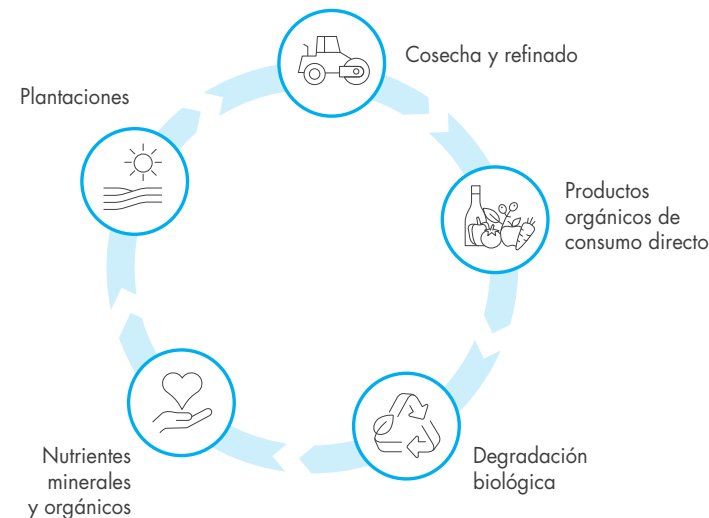 Cosecha y refinado
Plantaciones
Productos
orgánicos de
consumo directo
Degradación
biológica
Nutrientes
minerales
y orgánicos